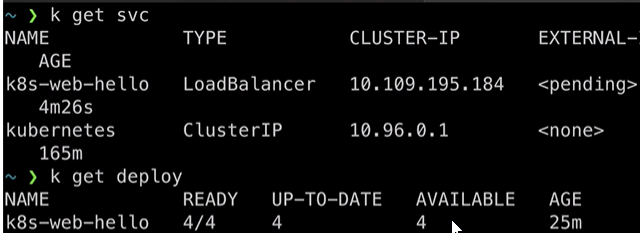 ~ ❯ k get svc
NAME TYPE CLUSTER-IP EXTERNAL-
AGE
k8s-web-hello LoadBalancer 10.109.195.184 <pending>
4m26s
kubernetes ClusterIP 10.96.0.1 <none>
165m
~ ❯ k get deploy
NAME READY UP-TO-DATE AVAILABLE AGE
k8s-web-hello 4/4 4 4 25m